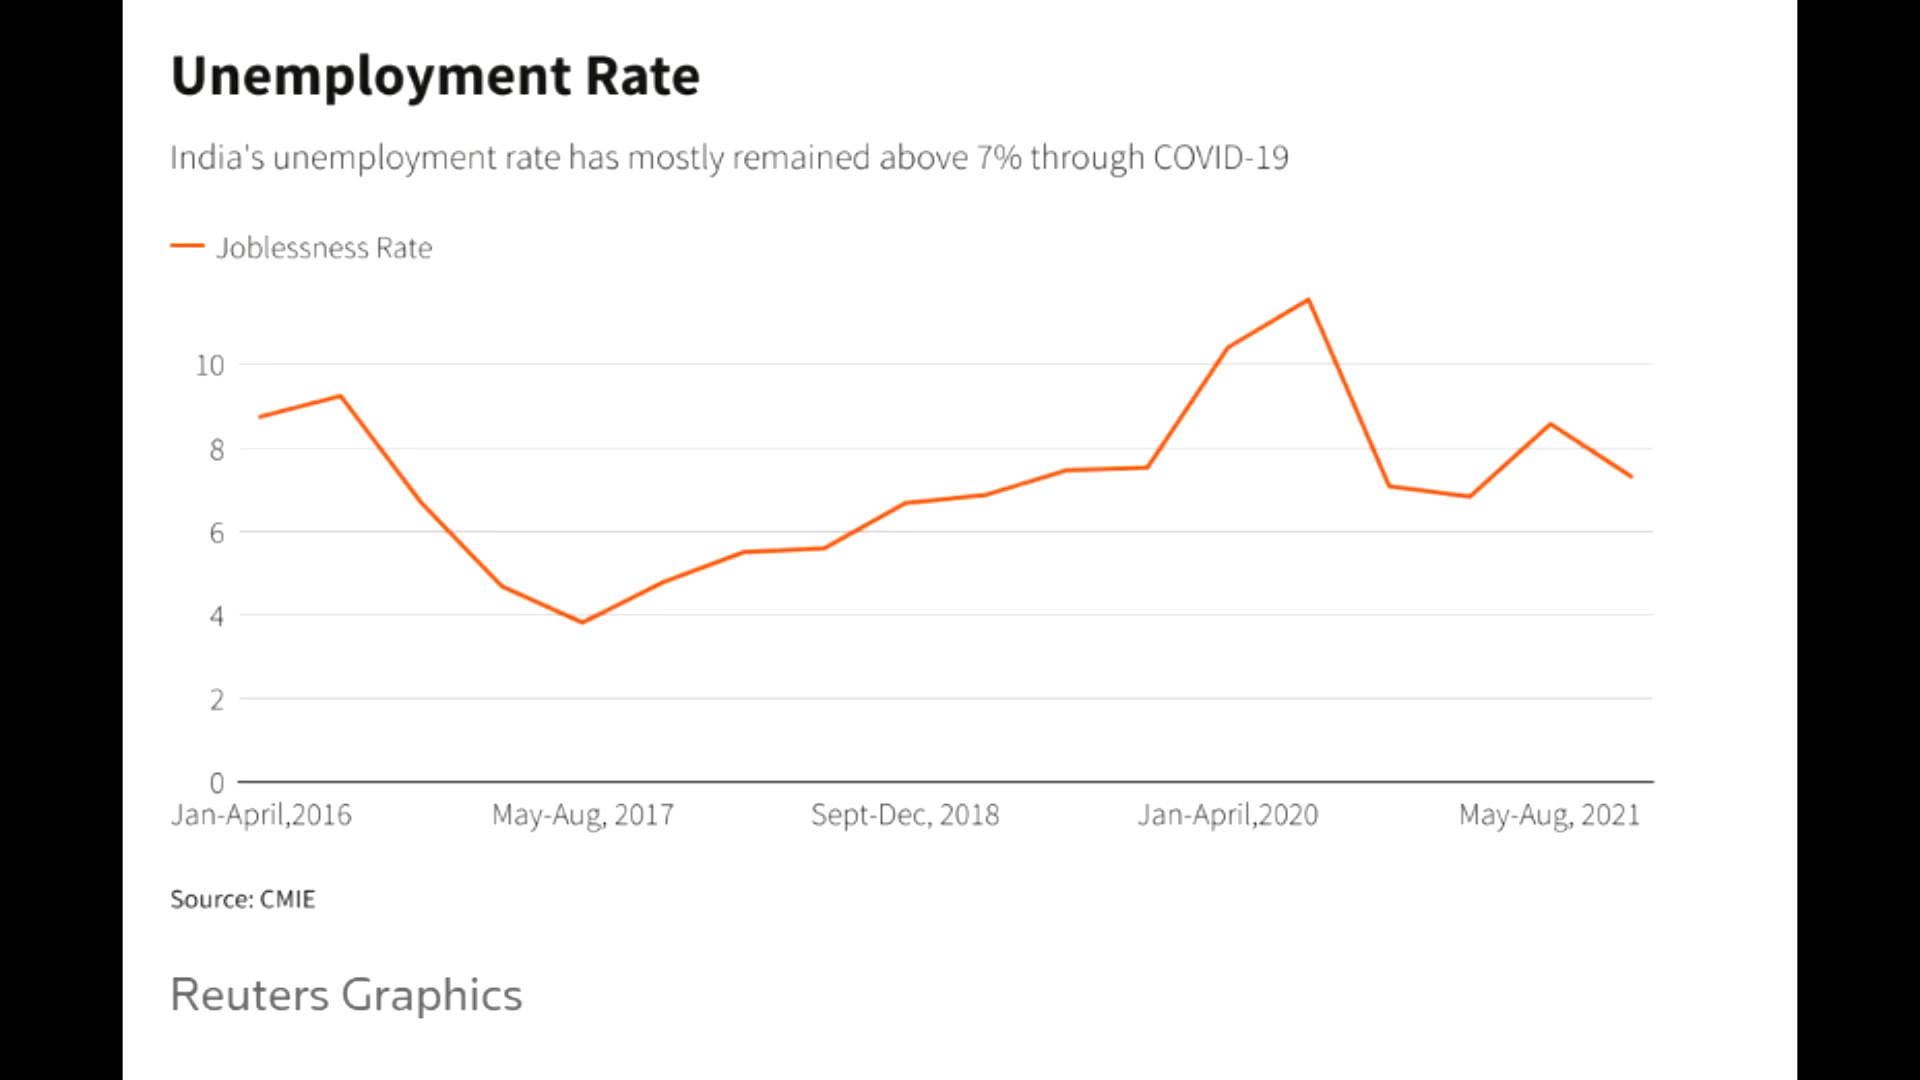 Unemployment Rate
India's unemployment rate has mostly remained above 7% through COVID-19
Joblessness Rate
10
8
6
4
2
0
Jan-April,2016 May-Aug, 2017 Sept-Dec, 2018 Jan-April,2020 May-Aug, 2021
Source: CMIE
Reuters Graphics